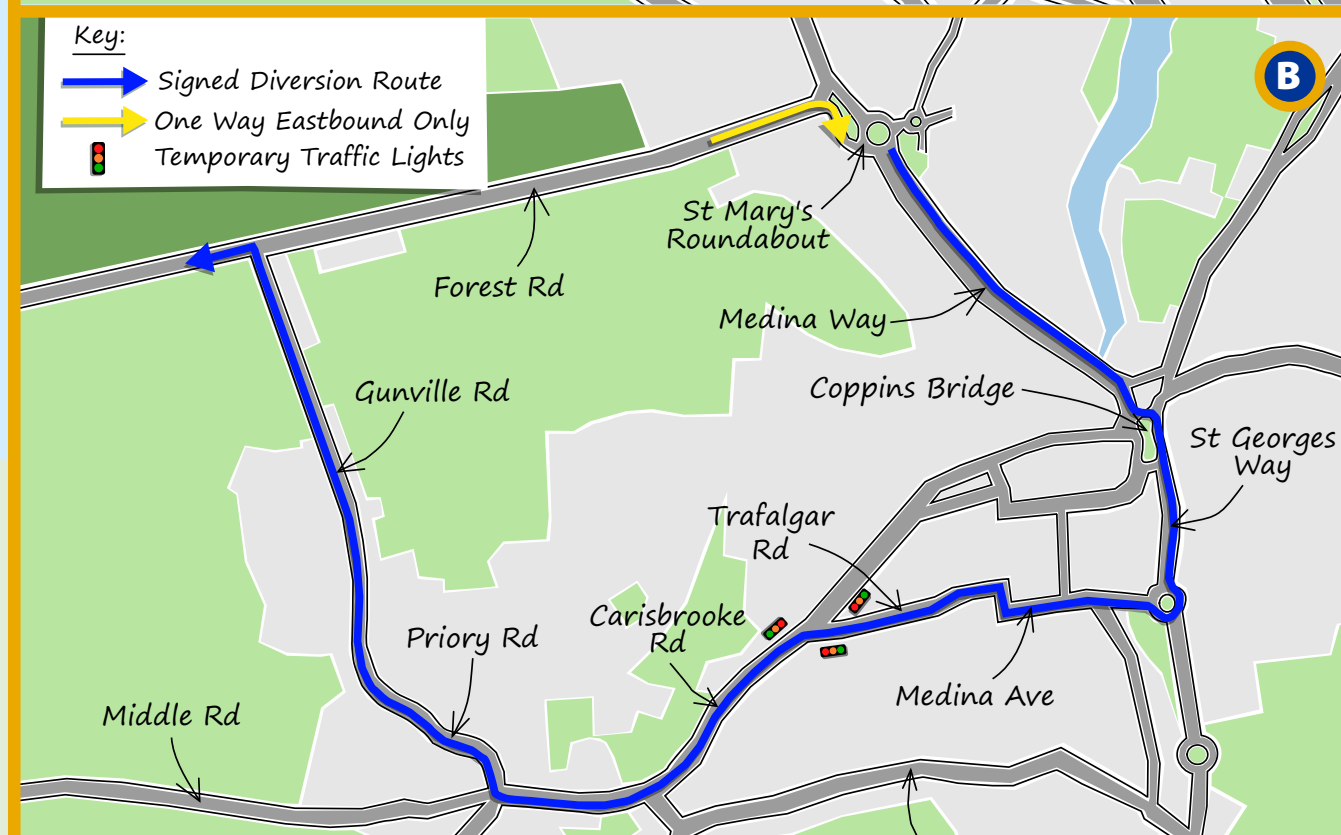 Key:
Signed Diversion Route
One Way Eastbound Only
Temporary Traffic Lights
B
St Mary's
Roundabout
Forest Rd
Medina Way
Coppins Bridge
Gunville Rd
St Georges
Way
Trafalgar
Rd
Carisbrooke
Rd
Priory Rd
Medina Ave
Middle Rd